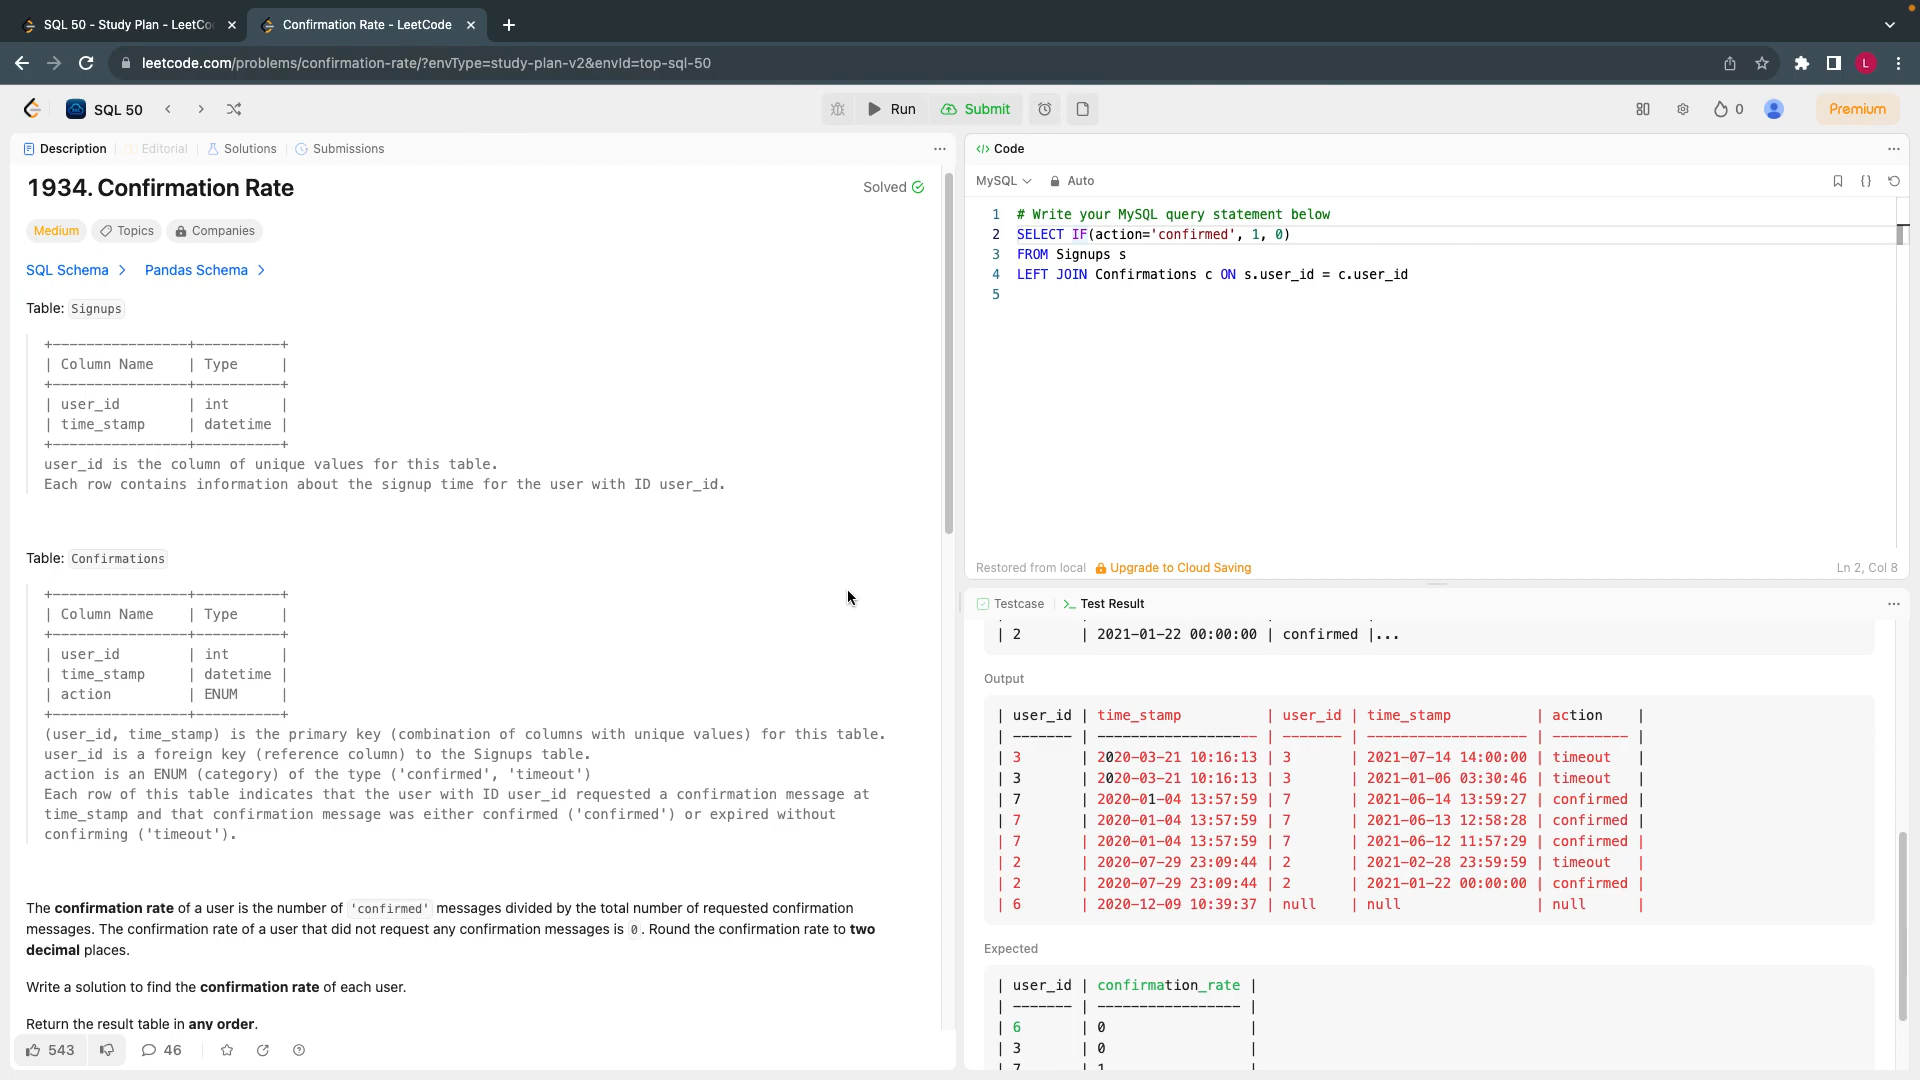 SQL 50 - Study Plan - LeetCo
Confirmation Rate - LeetCode
leetcode.com/problems/confirmation-rate/?envType=study-plan-v2&envId=top-sql-50
L
SQL 50
Run
Submit
0
Premium
Description
Editorial
Solutions
Submissions
1934. Confirmation Rate
Solved
Medium
Topics
Companies
SQL Schema
Pandas Schema
Table: Signups
+----------------+----------+
| Column Name    | Type     |
+----------------+----------+
| user_id        | int      |
| time_stamp     | datetime |
+----------------+----------+
user_id is the column of unique values for this table.
Each row contains information about the signup time for the user with ID user_id.
Table: Confirmations
+----------------+----------+
| Column Name    | Type     |
+----------------+----------+
| user_id        | int      |
| time_stamp     | datetime |
| action         | ENUM     |
+----------------+----------+
(user_id, time_stamp) is the primary key (combination of columns with unique values) for this table.
user_id is a foreign key (reference column) to the Signups table.
action is an ENUM (category) of the type ('confirmed', 'timeout')
Each row of this table indicates that the user with ID user_id requested a confirmation message at
time_stamp and that confirmation message was either confirmed ('confirmed') or expired without
confirming ('timeout').
The confirmation rate of a user is the number of 'confirmed' messages divided by the total number of requested confirmation
messages. The confirmation rate of a user that did not request any confirmation messages is 0. Round the confirmation rate to two
decimal places.
Write a solution to find the confirmation rate of each user.
Return the result table in any order.
543
46
Code
MySQL
Auto
1 # Write your MySQL query statement below
2 SELECT IF(action='confirmed', 1, 0)
3 FROM Signups s
4 LEFT JOIN Confirmations c ON s.user_id = c.user_id
5
Restored from local
Upgrade to Cloud Saving
Ln 2, Col 8
Testcase
Test Result
| 2       | 2021-01-22 00:00:00 | confirmed |...
Output
| user_id | time_stamp          | user_id | time_stamp          | action    |
| ------- | ------------------- | ------- | ------------------- | --------- |
| 3       | 2020-03-21 10:16:13 | 3       | 2021-07-14 14:00:00 | timeout   |
| 3       | 2020-03-21 10:16:13 | 3       | 2021-01-06 03:30:46 | timeout   |
| 7       | 2020-01-04 13:57:59 | 7       | 2021-06-14 13:59:27 | confirmed |
| 7       | 2020-01-04 13:57:59 | 7       | 2021-06-13 12:58:28 | confirmed |
| 7       | 2020-01-04 13:57:59 | 7       | 2021-06-12 11:57:29 | confirmed |
| 2       | 2020-07-29 23:09:44 | 2       | 2021-02-28 23:59:59 | timeout   |
| 2       | 2020-07-29 23:09:44 | 2       | 2021-01-22 00:00:00 | confirmed |
| 6       | 2020-12-09 10:39:37 | null    | null                | null      |
Expected
| user_id | confirmation_rate |
| ------- | ----------------- |
| 6       | 0                 |
| 3       | 0                 |
| 7       | 1                 |